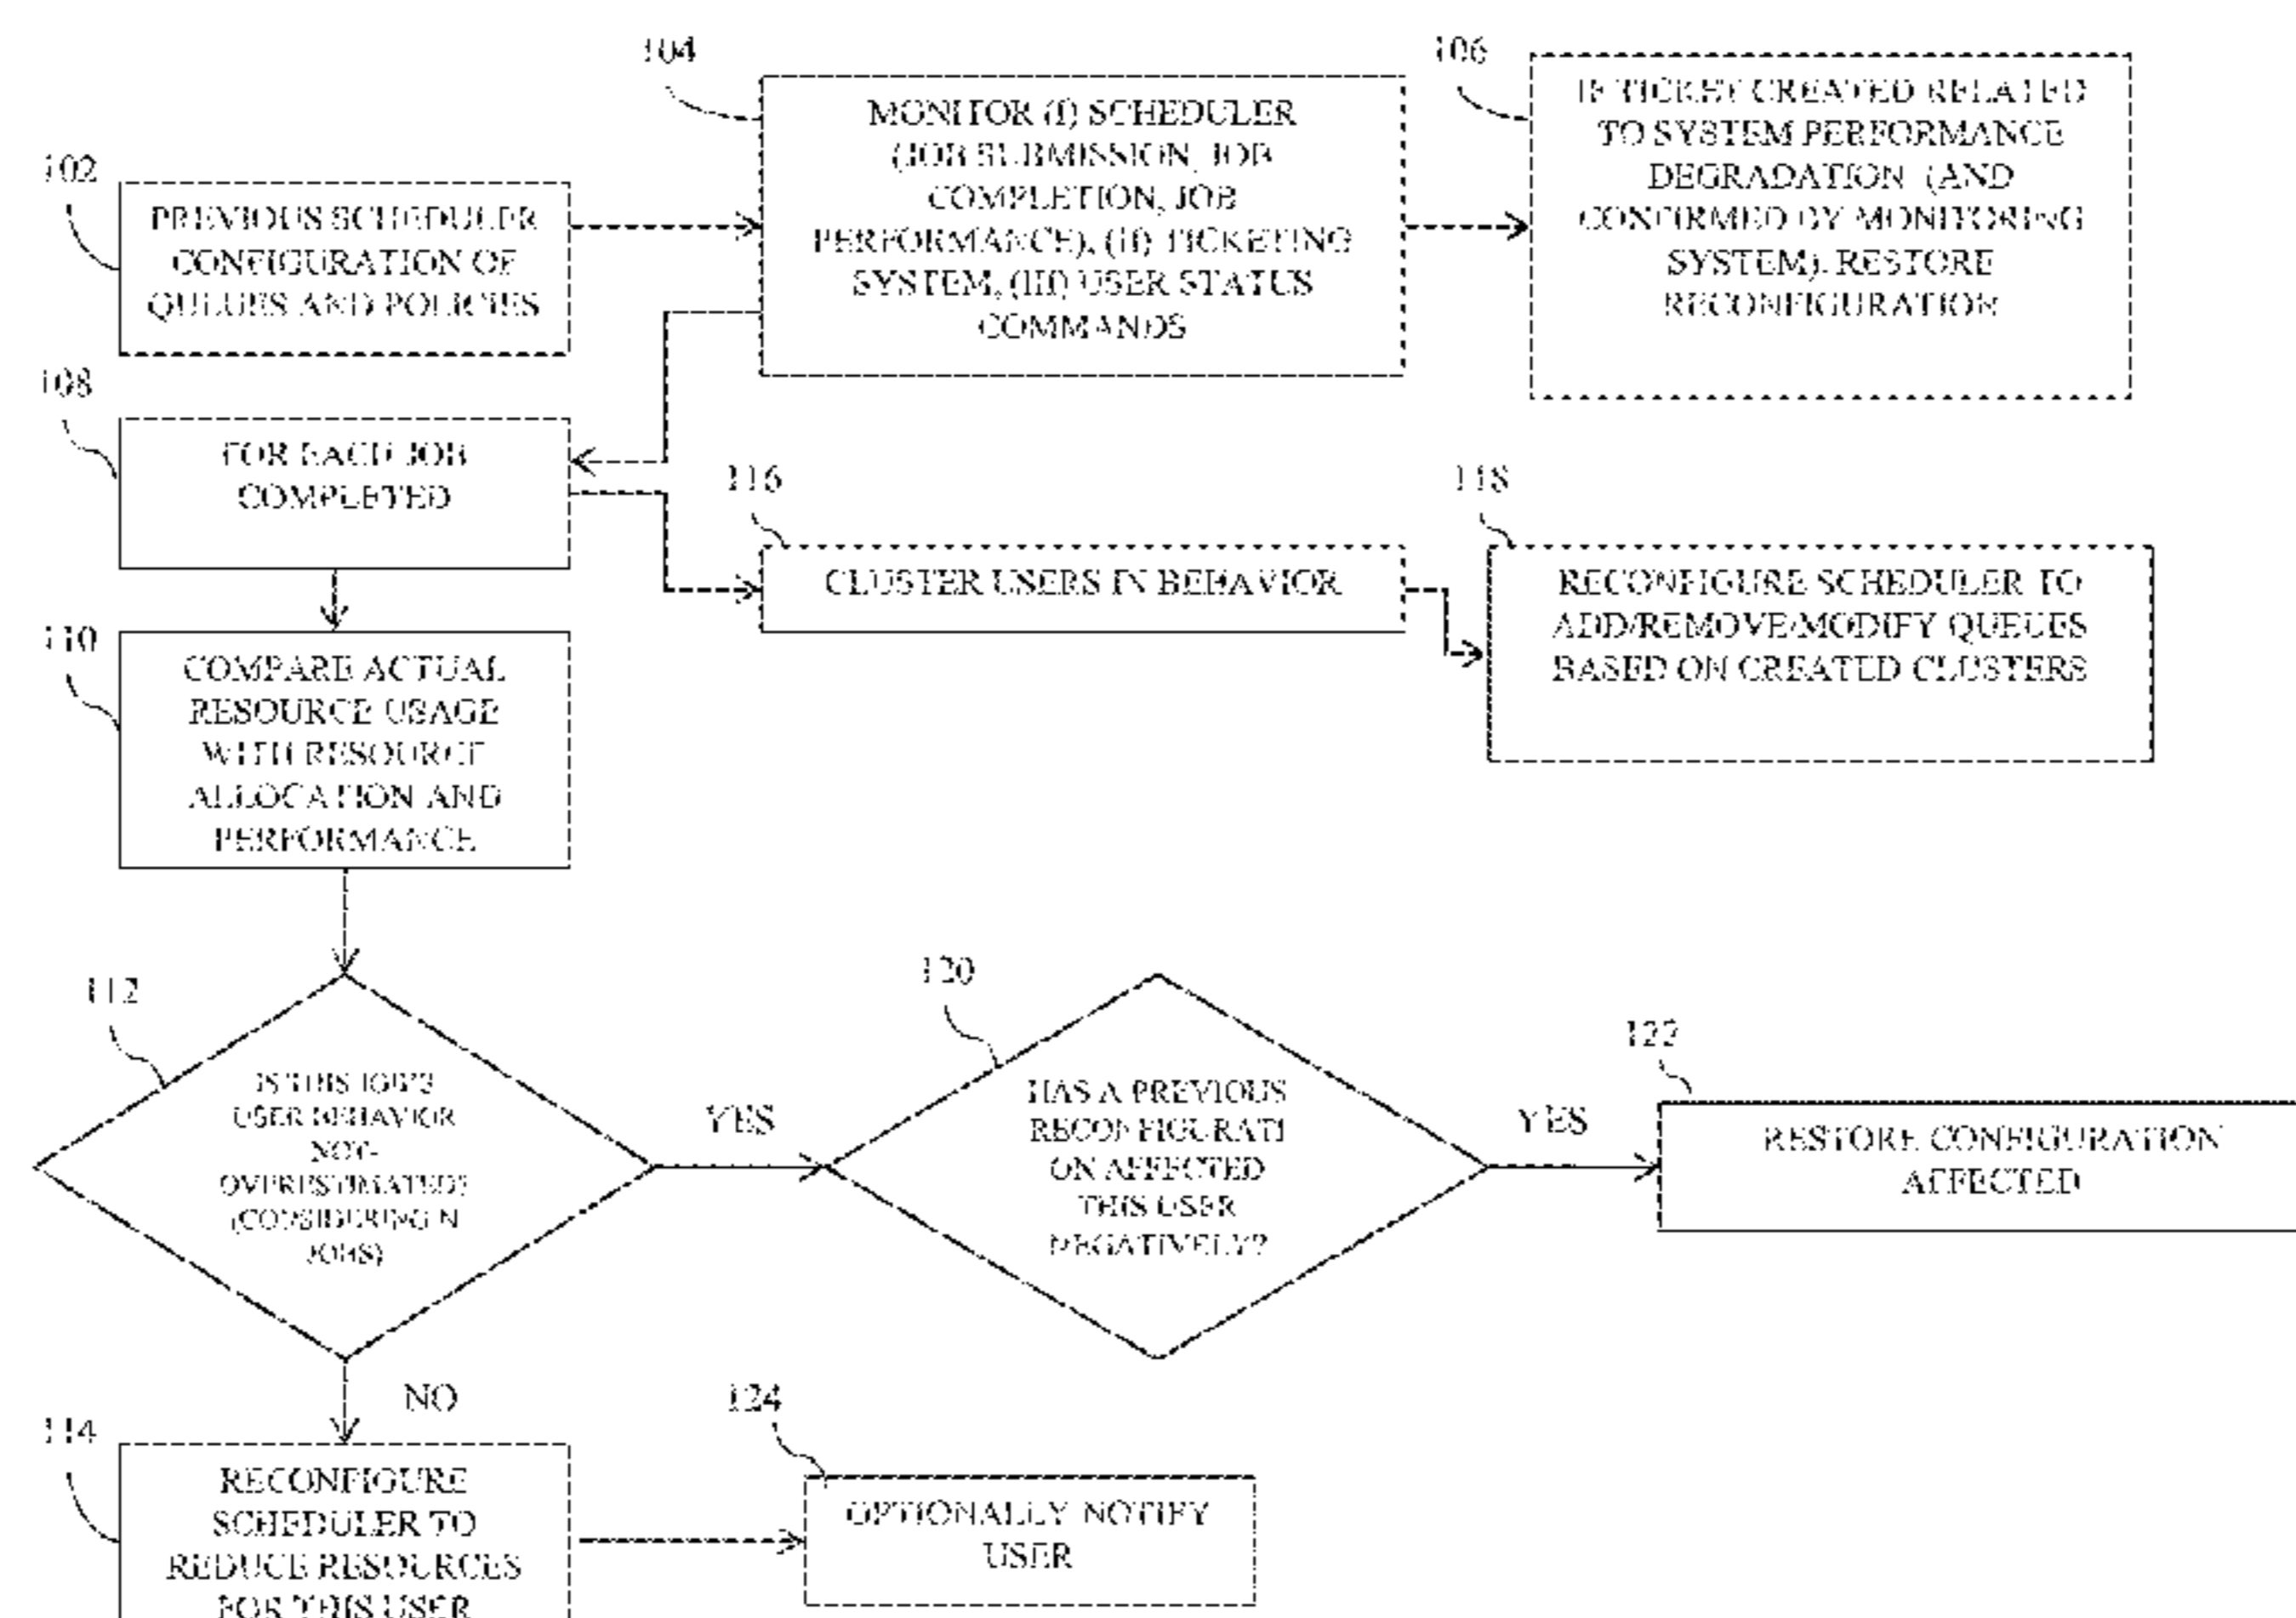 102
PREVIOUS SCHEDULER
CONFIGURATION OF
QUEUES AND POLICIES
104
MONITOR (I) SCHEDULER
(JOB SUBMISSION, JOB
COMPLETION, JOB
PERFORMANCE), (II) TICKETING
SYSTEM, (III) USER STATUS
COMMANDS
106
IF TICKET CREATED RELATED
TO SYSTEM PERFORMANCE
DEGRADATION (AND
CONFIRMED BY MONITORING
SYSTEM), RESTORE
RECONFIGURATION
108
FOR EACH JOB
COMPLETED
116
CLUSTER USERS IN BEHAVIOR
118
RECONFIGURE SCHEDULER TO
ADD/REMOVE/MODIFY QUEUES
BASED ON CREATED CLUSTERS
110
COMPARE ACTUAL
RESOURCE USAGE
WITH RESOURCE
ALLOCATION AND
PERFORMANCE
112
IS THIS JOB'S
USER BEHAVIOR
NOT-
OVERESTIMATED?
(CONSIDERING N
JOBS)
YES
120
HAS A PREVIOUS
RECONFIGURATI
ON AFFECTED
THIS USER
NEGATIVELY?
YES
122
RESTORE CONFIGURATION
AFFECTED
NO
114
RECONFIGURE
SCHEDULER TO
REDUCE RESOURCES
FOR THIS USER
124
OPTIONALLY NOTIFY
USER